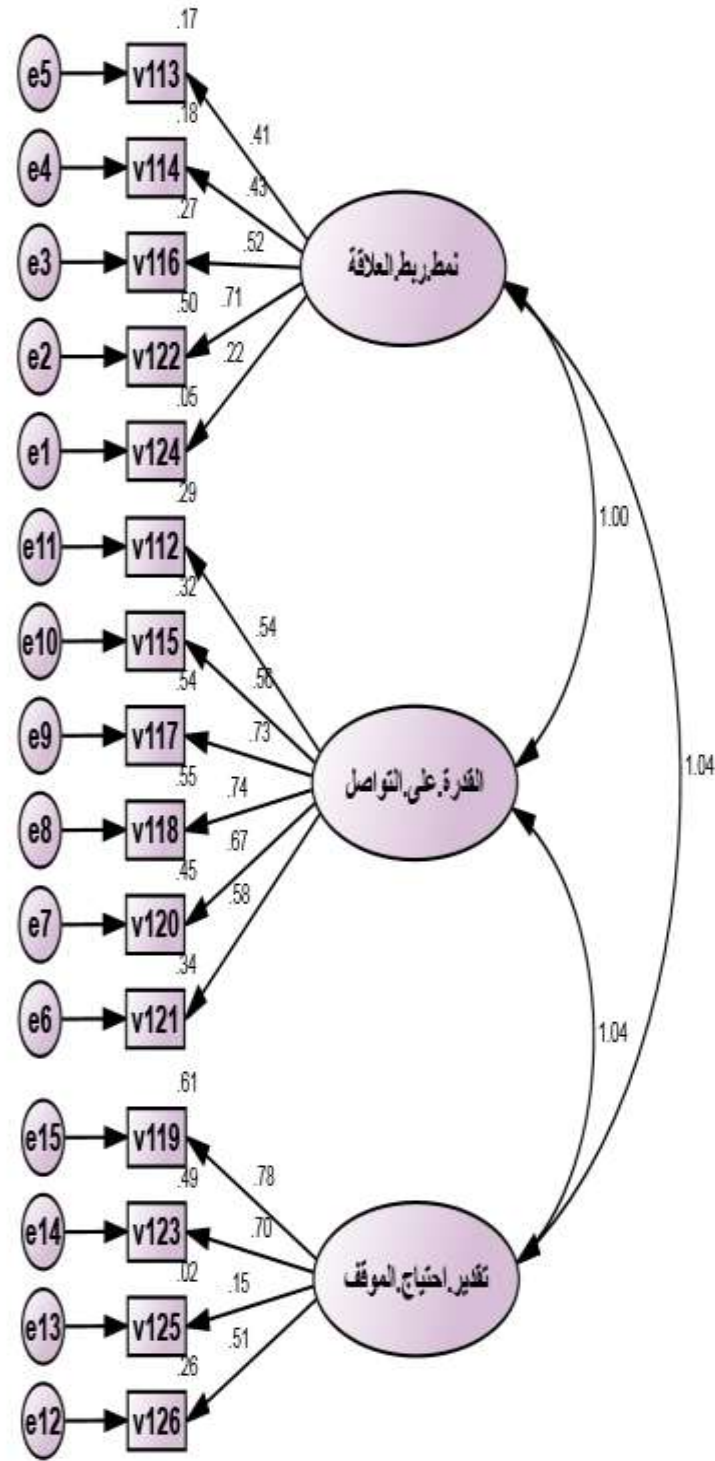 .17
e5 v113
.18
.41
e4 v114
.43
.27
e3 v116
.52
نمط.ربط.العلاقة
.50
.71
e2 v122
.22
.05
e1 v124
.29
e11 v112
1.00
.32
.54
e10 v115
.56
.54
e9 v117
.73
.55
.74
القدرة.على.التواصل
1.04
e8 v118
.67
.45
.58
e7 v120
.34
e6 v121
1.04
.61
e15 v119
.49
.78
e14 v123
.70
.02
.15
تقدير.احتياج.الموقف
e13 v125
.51
.26
e12 v126